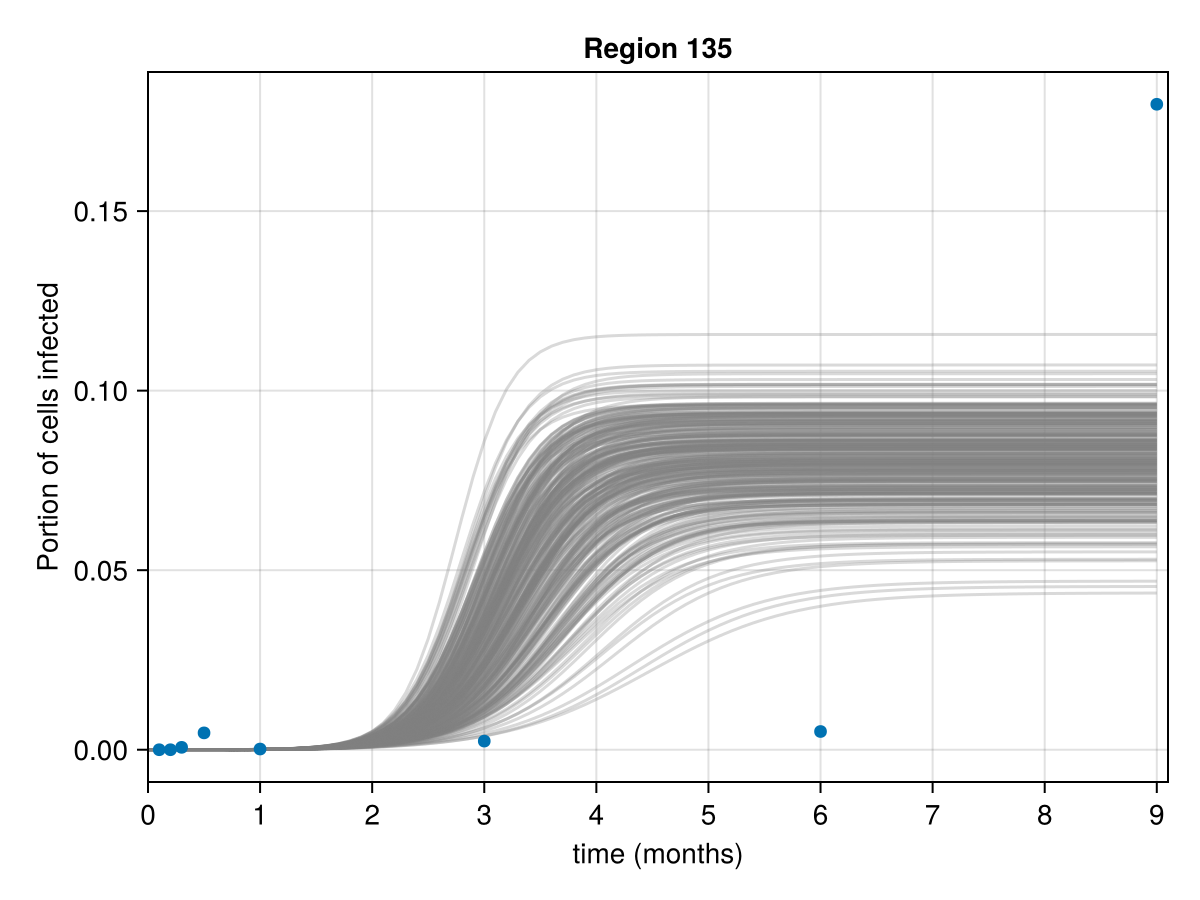 Region 135
Portion of cells infected
0.15
0.10
0.05
0.00
0 1 2 3 4 5 6 7 8 9
time (months)